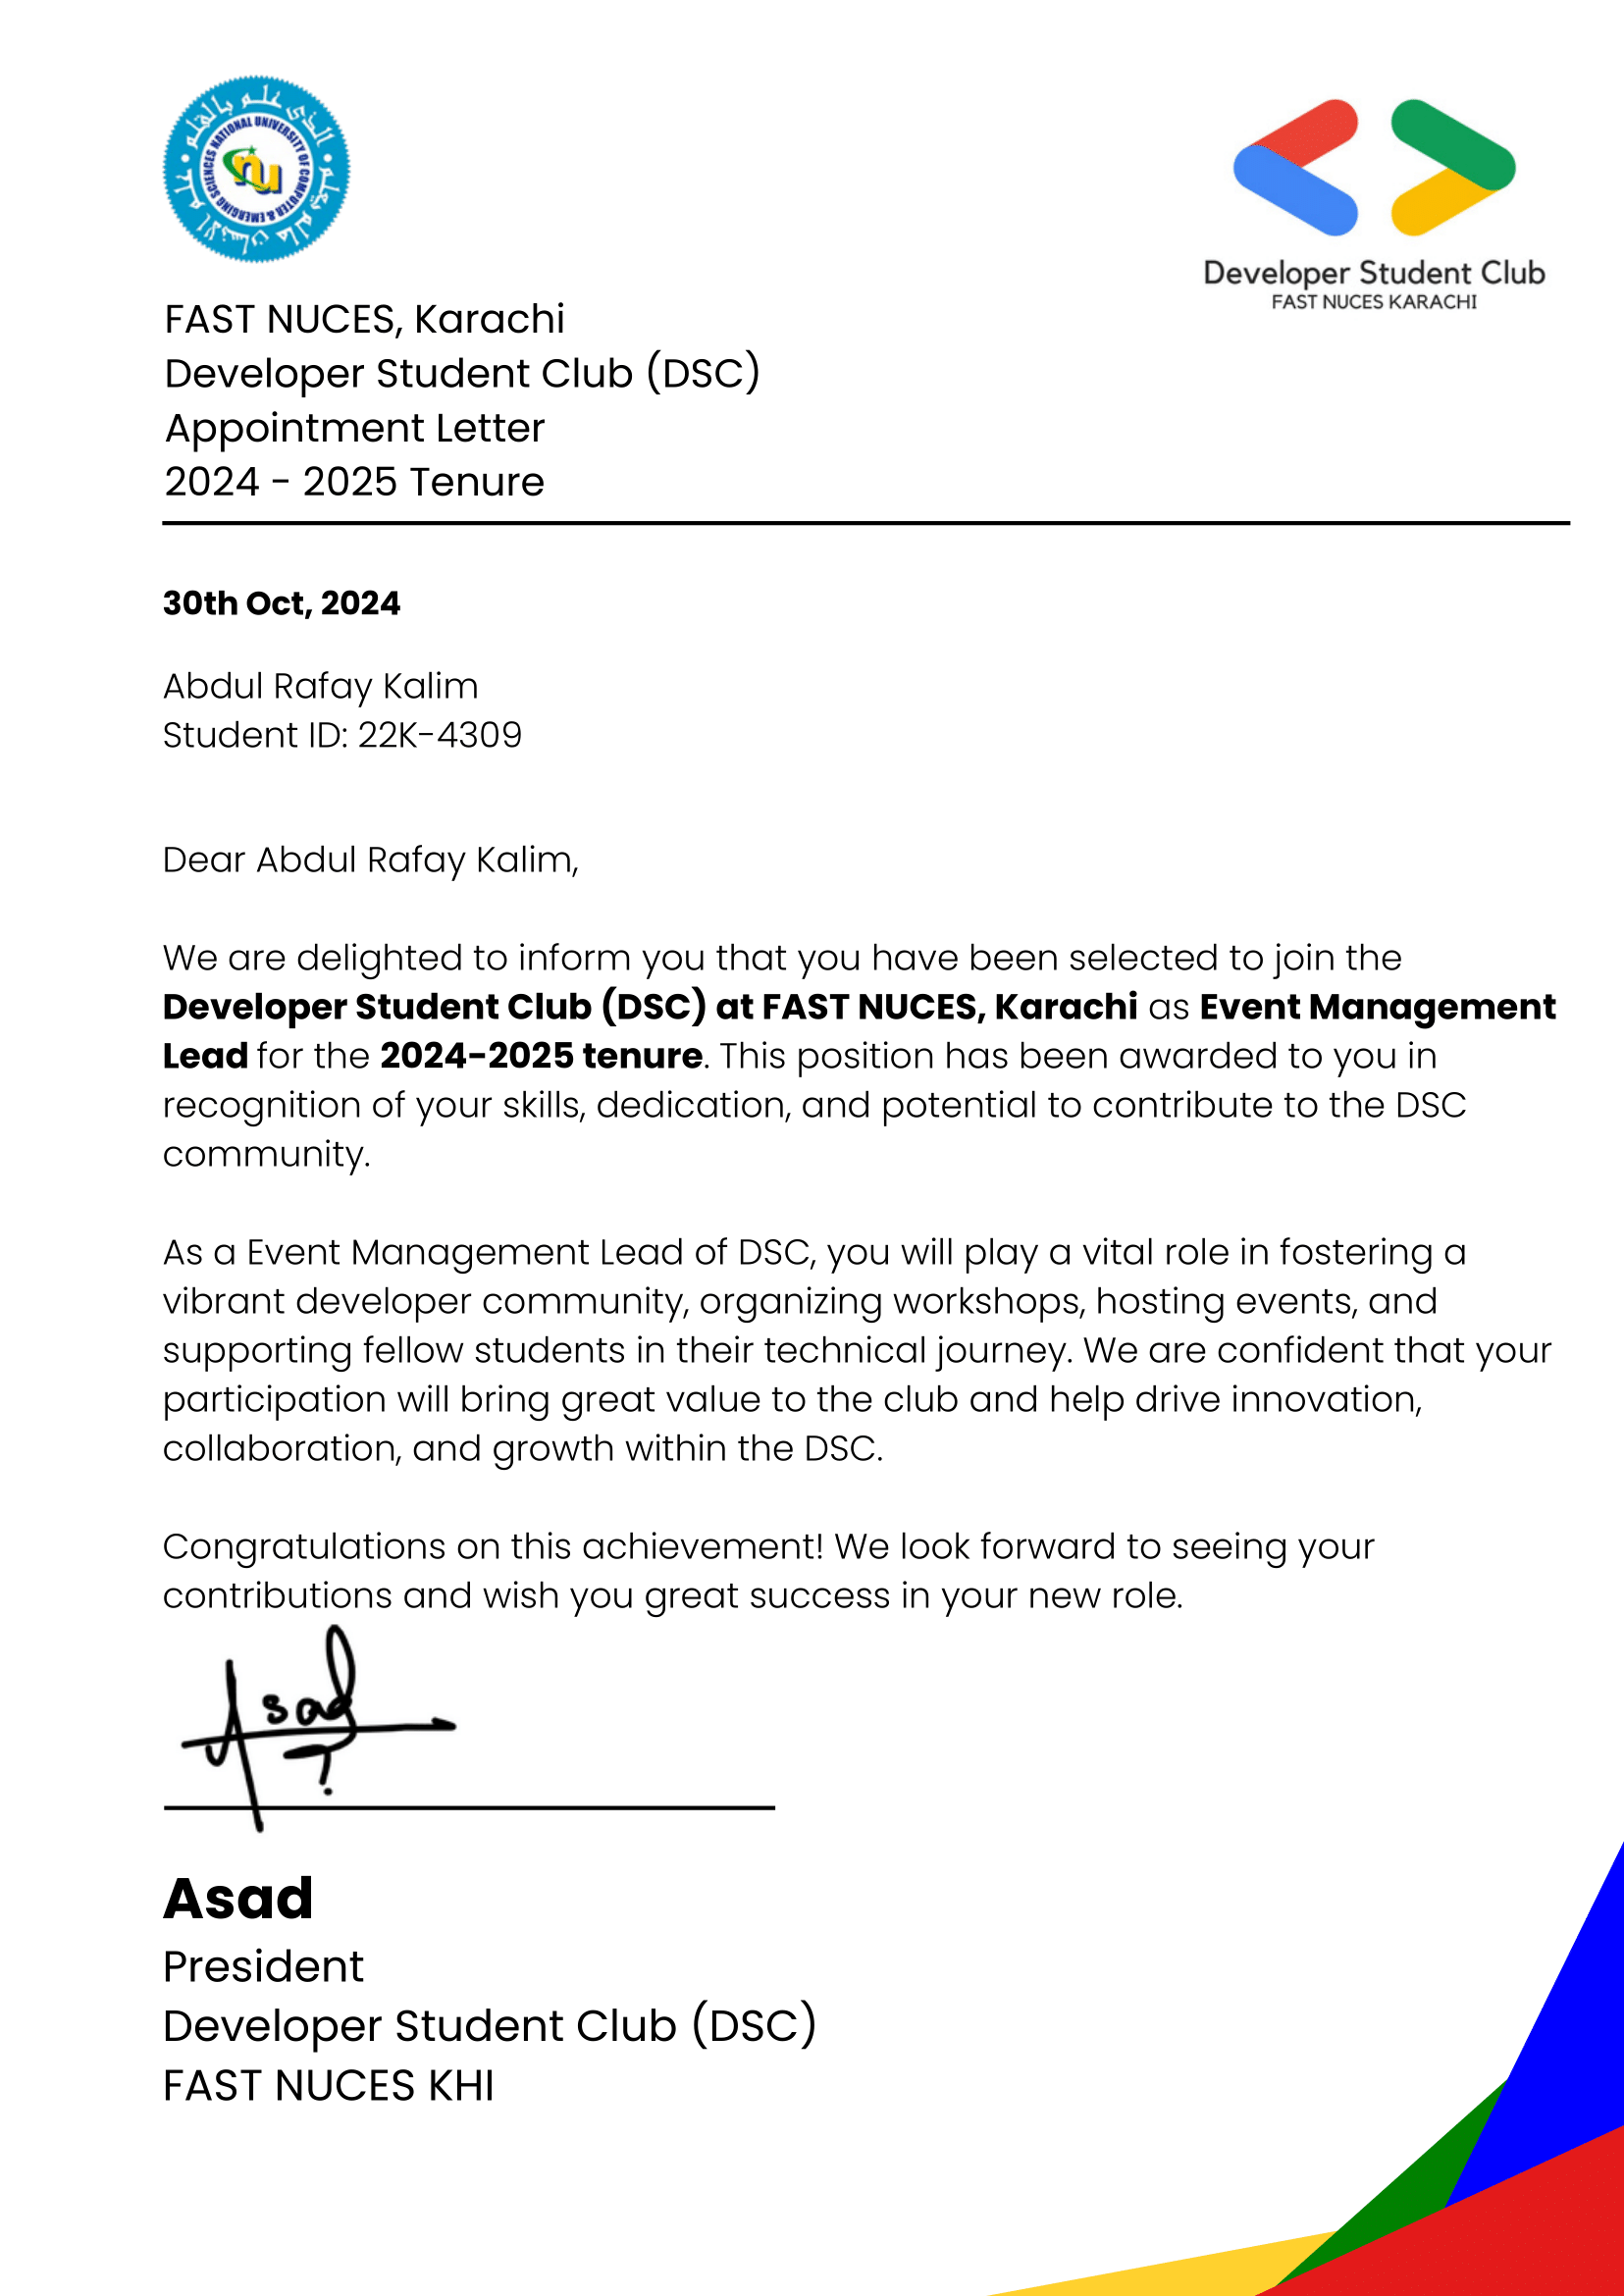 NATIONAL UNIVERSITY OF COMPUTER & EMERGING SCIENCES
nu
Developer Student Club
FAST NUCES KARACHI
FAST NUCES, Karachi
Developer Student Club (DSC)
Appointment Letter
2024 - 2025 Tenure
30th Oct, 2024
Abdul Rafay Kalim
Student ID: 22K-4309
Dear Abdul Rafay Kalim,
We are delighted to inform you that you have been selected to join the
Developer Student Club (DSC) at FAST NUCES, Karachi as Event Management
Lead for the 2024-2025 tenure. This position has been awarded to you in
recognition of your skills, dedication, and potential to contribute to the DSC
community.
As a Event Management Lead of DSC, you will play a vital role in fostering a
vibrant developer community, organizing workshops, hosting events, and
supporting fellow students in their technical journey. We are confident that your
participation will bring great value to the club and help drive innovation,
collaboration, and growth within the DSC.
Congratulations on this achievement! We look forward to seeing your
contributions and wish you great success in your new role.
Asad
Asad
President
Developer Student Club (DSC)
FAST NUCES KHI